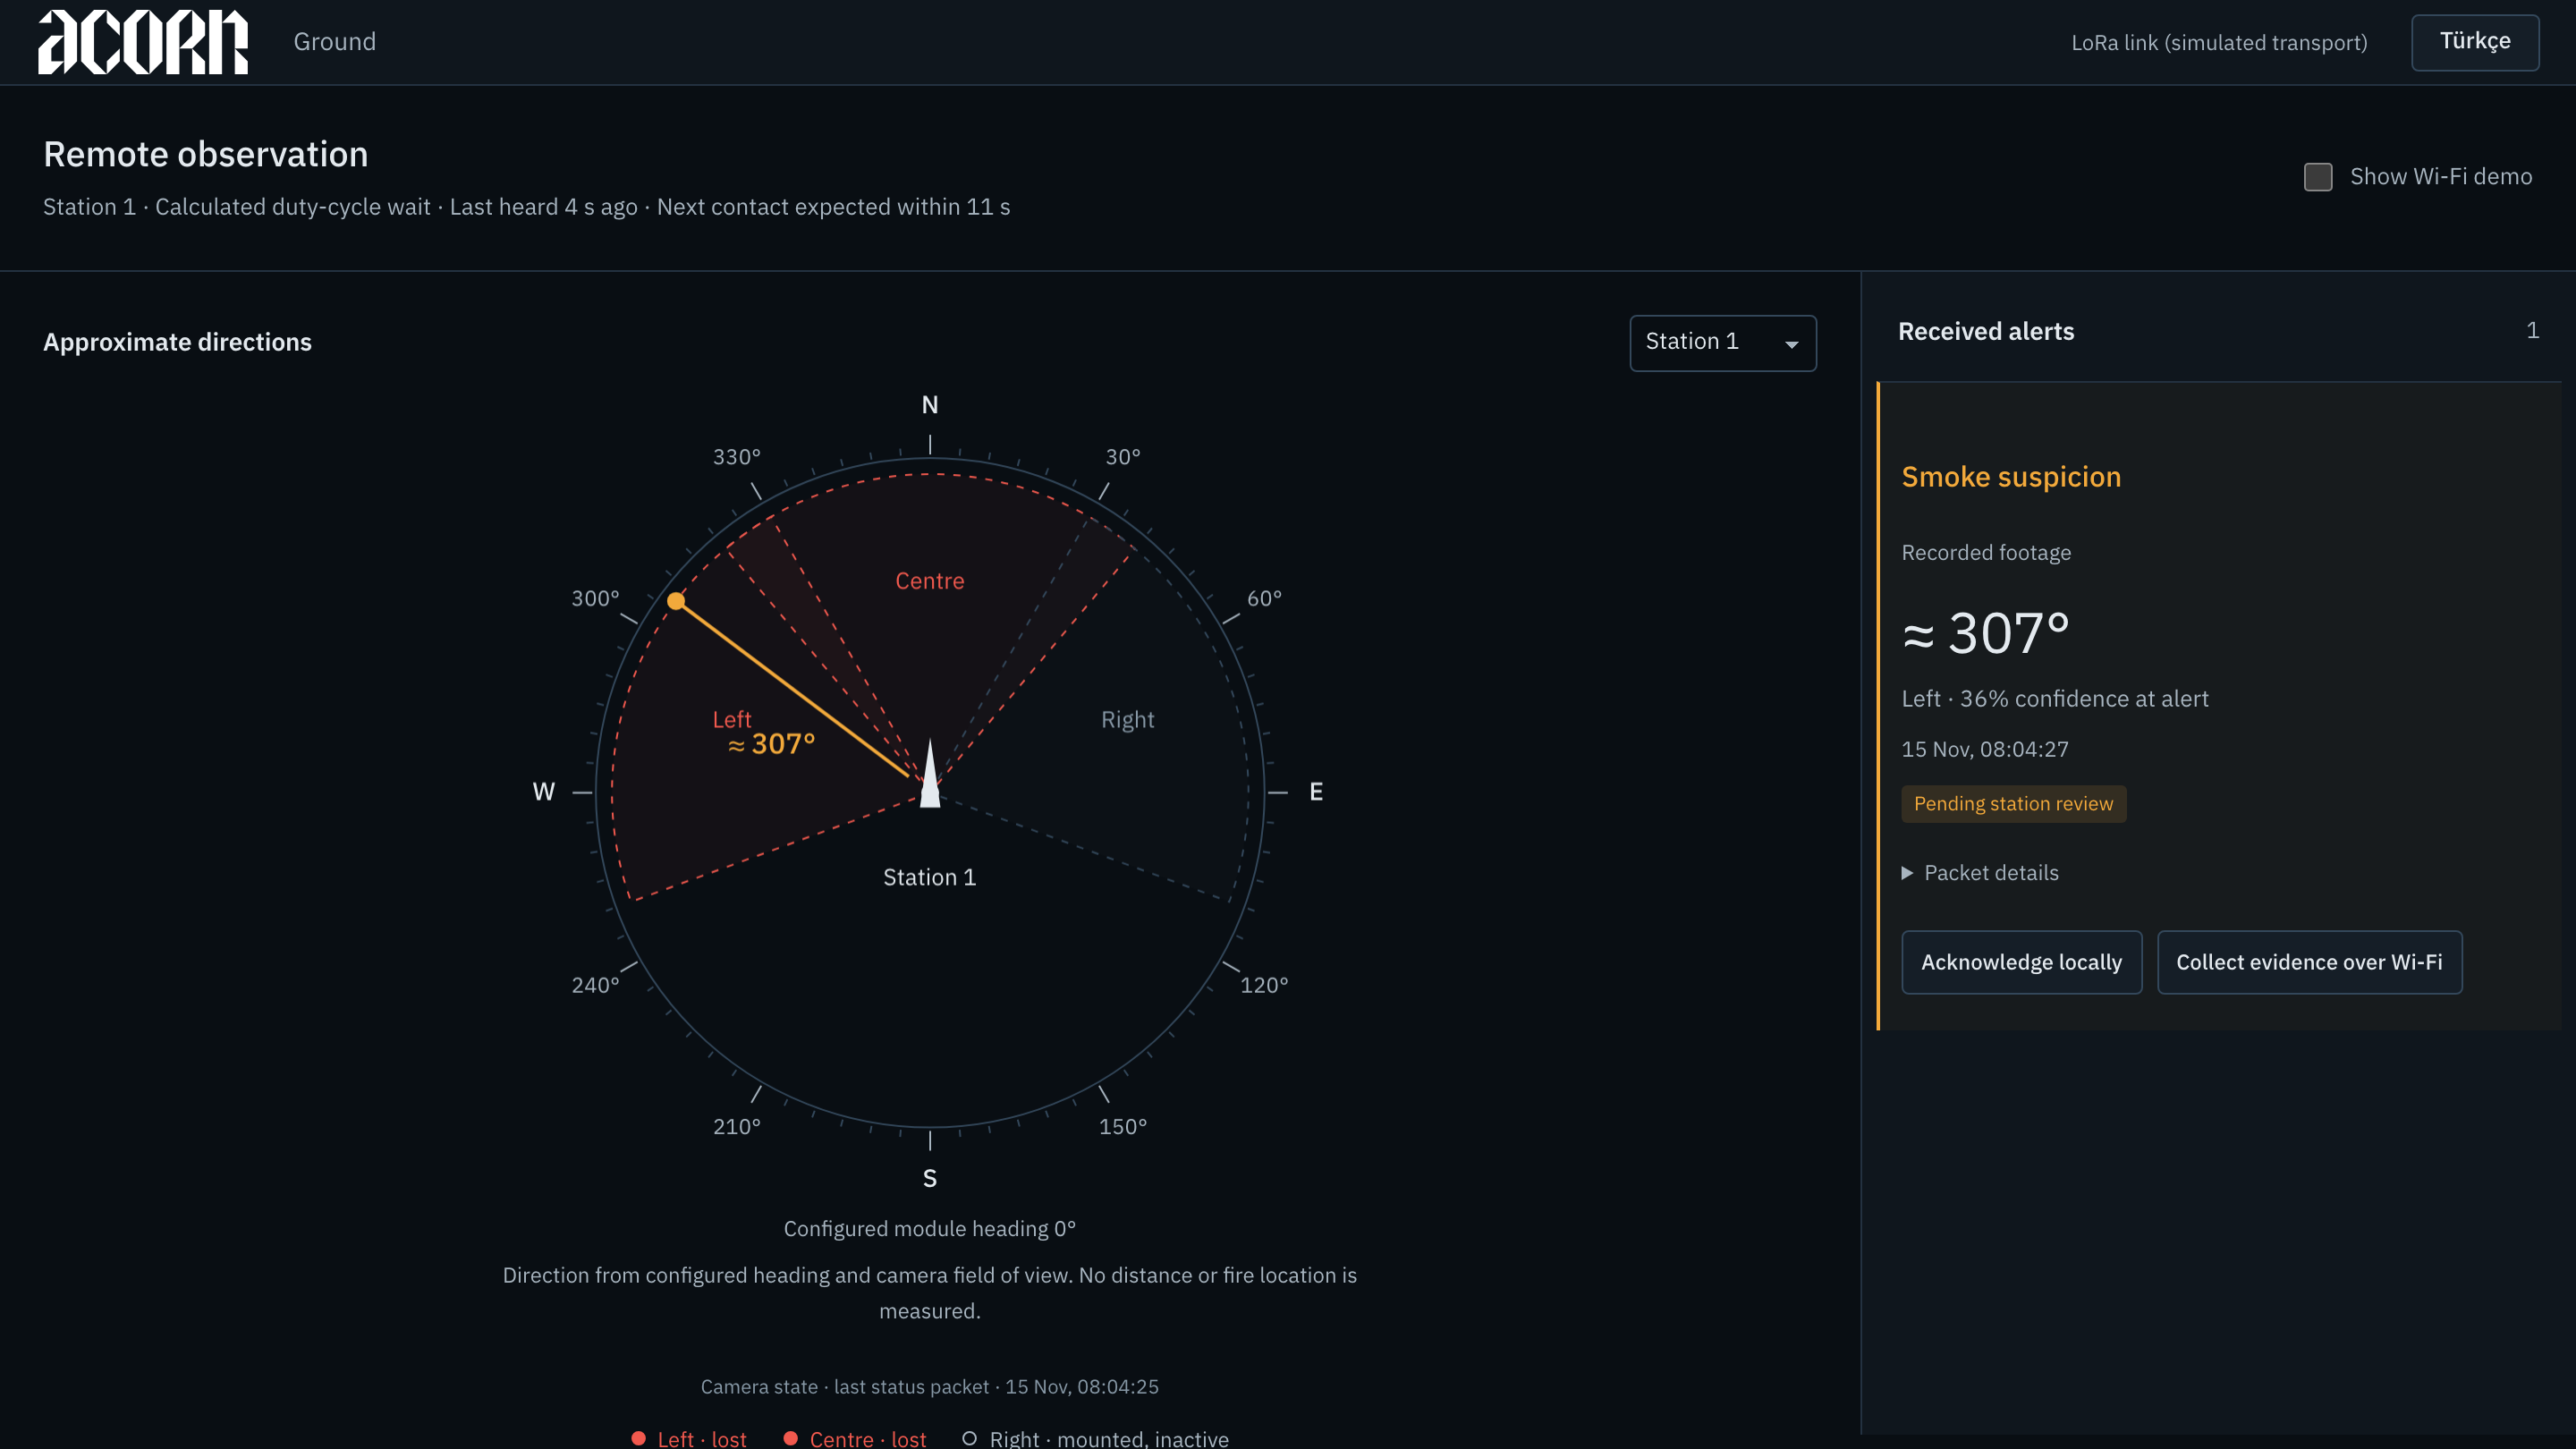 acorn
Ground
LoRa link (simulated transport)
Türkçe
Remote observation
Station 1 · Calculated duty-cycle wait · Last heard 4 s ago · Next contact expected within 11 s
Show Wi-Fi demo
Approximate directions
Station 1
N
330°
30°
300°
60°
Centre
Left
≈ 307°
Right
W
E
Station 1
240°
120°
210°
150°
S
Configured module heading 0°
Direction from configured heading and camera field of view. No distance or fire location is
measured.
Camera state · last status packet · 15 Nov, 08:04:25
Left · lost
Centre · lost
Right · mounted, inactive
Received alerts
1
Smoke suspicion
Recorded footage
≈ 307°
Left · 36% confidence at alert
15 Nov, 08:04:27
Pending station review
Packet details
Acknowledge locally
Collect evidence over Wi-Fi